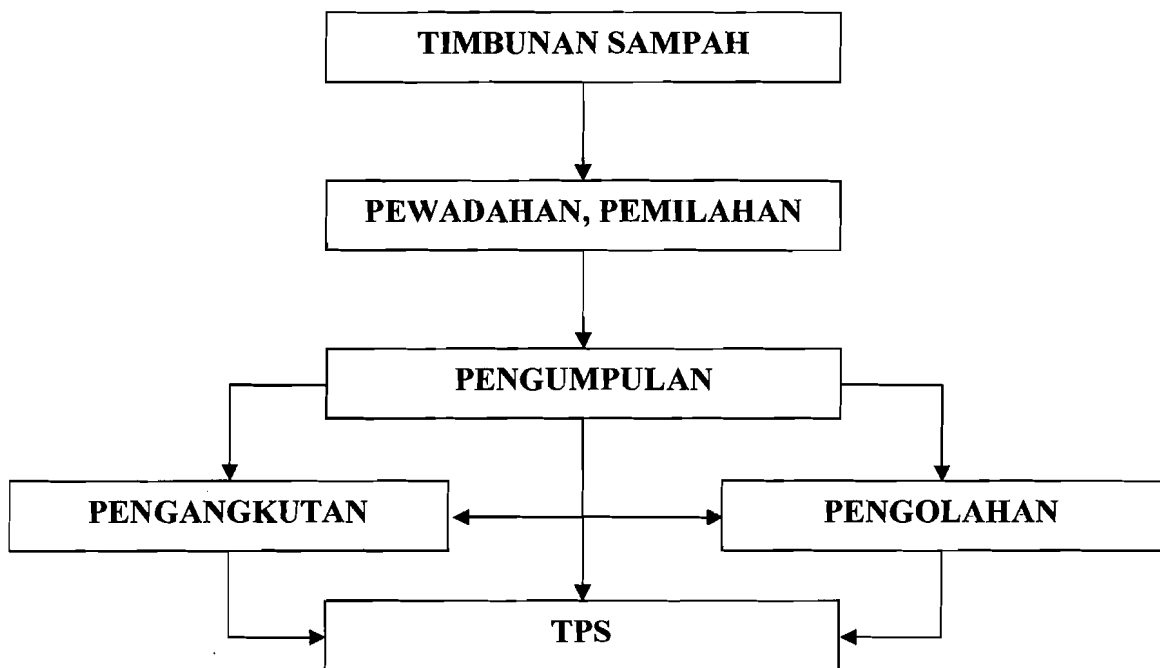 TIMBUNAN SAMPAH
PEWADAHAN, PEMILAHAN
PENGUMPULAN
PENGANGKUTAN
PENGOLAHAN
TPS